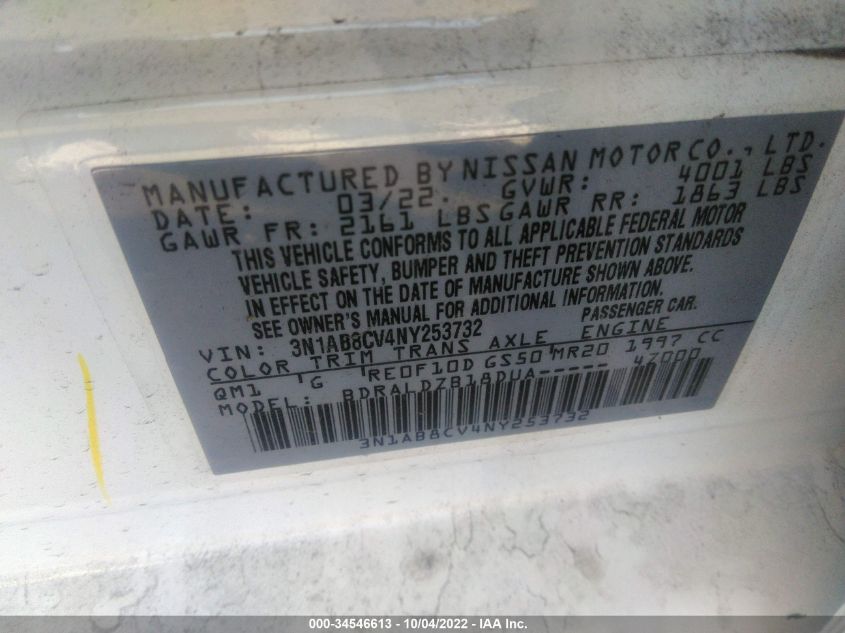 MANUFACTURED BY NISSAN MOTOR CO., LTD.
DATE: 03/22 GVWR: 4001 LBS
GAWR FR: 2161 LBS GAWR RR: 1863 LBS
THIS VEHICLE CONFORMS TO ALL APPLICABLE FEDERAL MOTOR
VEHICLE SAFETY, BUMPER AND THEFT PREVENTION STANDARDS
IN EFFECT ON THE DATE OF MANUFACTURE SHOWN ABOVE.
SEE OWNER'S MANUAL FOR ADDITIONAL INFORMATION.
VIN: 3N1AB8CV4NY253732 PASSENGER CAR.
COLOR TRIM TRANS AXLE ENGINE
QM1 G RE0F10D GS50 MR20 1997 CC
MODEL: BDRALDZB18DUA----- 4Z000
3N1AB8CV4NY253732
000-34546613 - 10/04/2022 - IAA Inc.